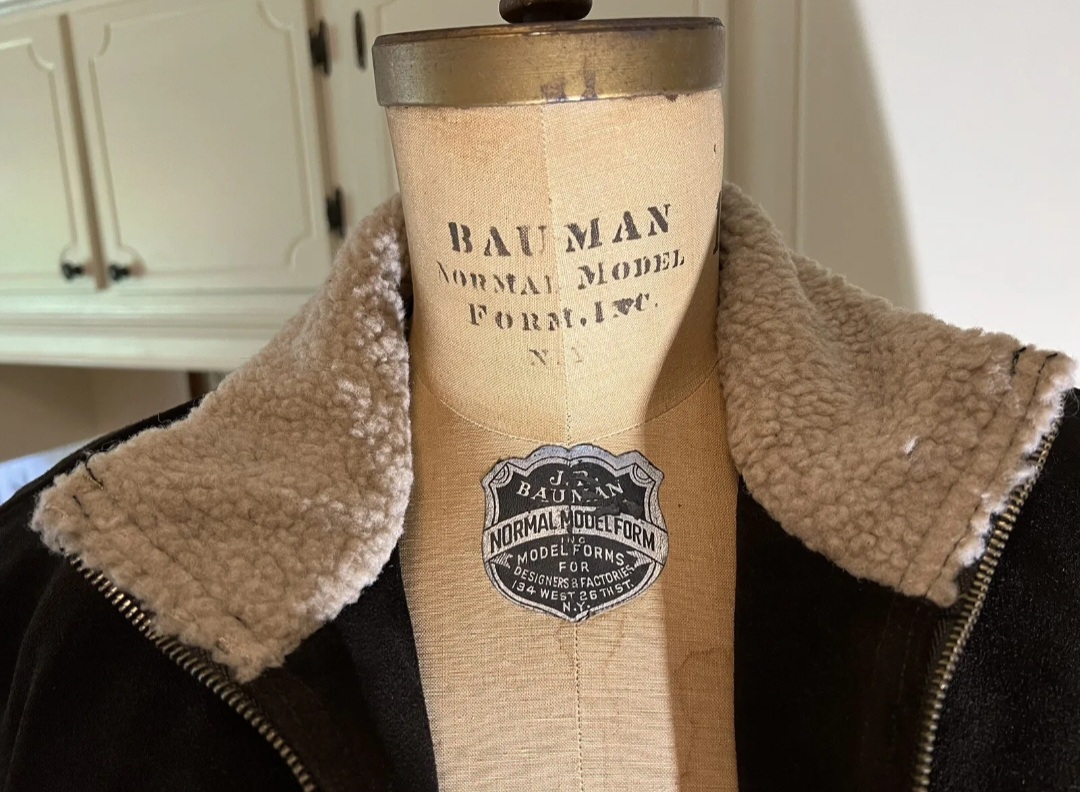 BAUMAN
NORMAL MODEL
FORM, INC.
N.Y
J.P.
BAUMAN
NORMAL MODEL FORM
INC
MODEL FORMS
FOR
DESIGNERS & FACTORIES
134 WEST 26TH ST.
N.Y.